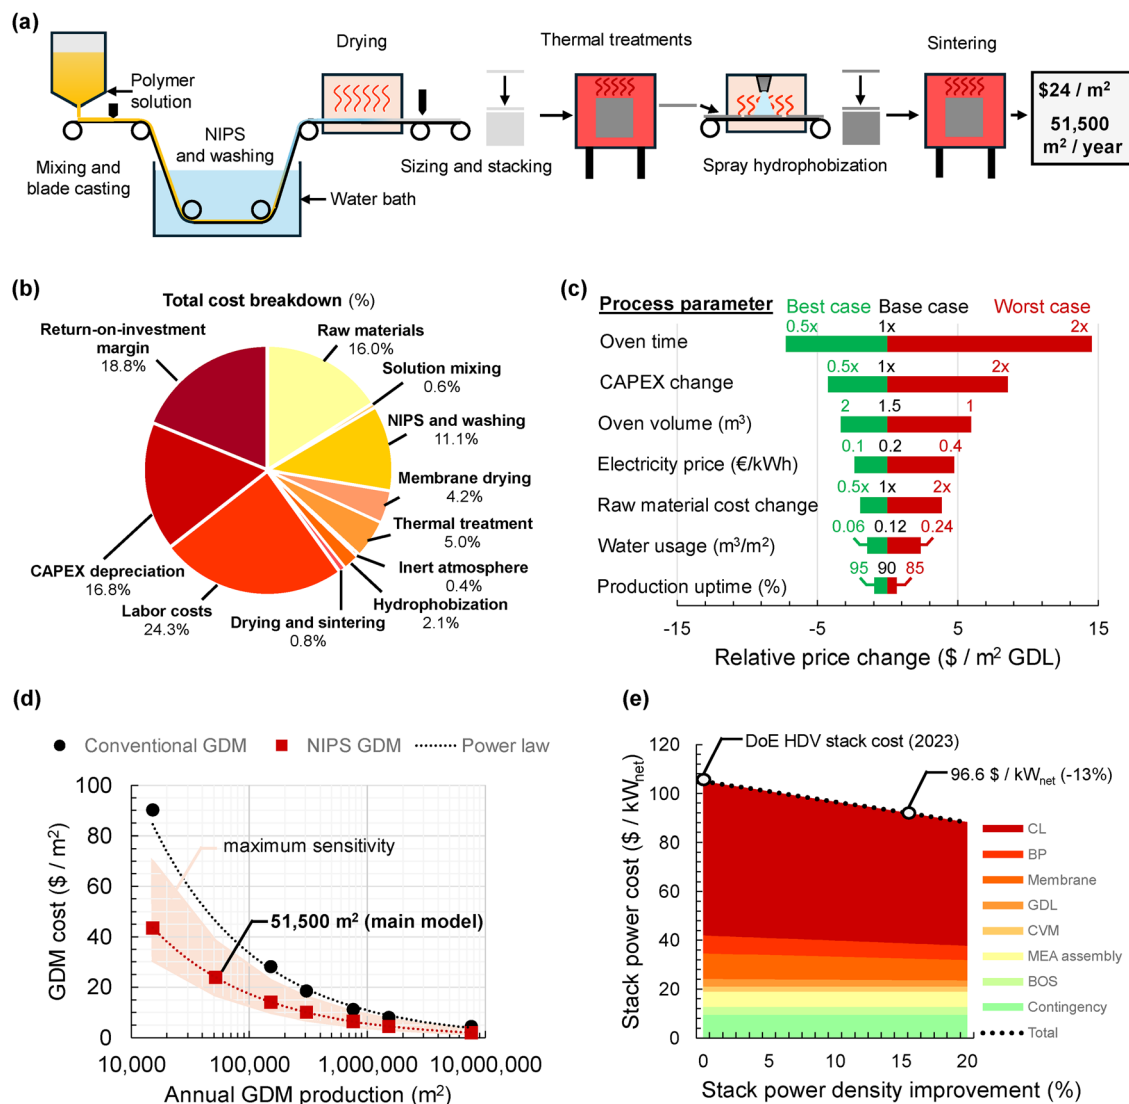 (a)
Polymer
solution
Mixing and
blade casting
NIPS
and washing
Water bath
Drying
Sizing and stacking
Thermal treatments
Spray hydrophobization
Sintering
$24 / m²
51,500
m² / year
(b)
Total cost breakdown (%)
Return-on-investment
margin
18.8%
Raw materials
16.0%
Solution mixing
0.6%
NIPS and washing
11.1%
Membrane drying
4.2%
Thermal treatment
5.0%
Inert atmosphere
0.4%
Hydrophobization
2.1%
Drying and sintering
0.8%
Labor costs
24.3%
CAPEX depreciation
16.8%
(c)
Process parameter
Best case Base case Worst case
Oven time 0.5x 1x 2x
CAPEX change 0.5x 1x 2x
Oven volume (m³) 2 1.5 1
Electricity price (€/kWh) 0.1 0.2 0.4
Raw material cost change 0.5x 1x 2x
Water usage (m³/m²) 0.06 0.12 0.24
Production uptime (%) 95 90 85
-15 -5 5 15
Relative price change ($ / m² GDL)
(d)
Conventional GDM NIPS GDM Power law
GDM cost ($ / m²)
100
80
60
40
20
0
maximum sensitivity
51,500 m² (main model)
10,000 100,000 1,000,000 10,000,000
Annual GDM production (m²)
(e)
Stack power cost ($ / kWnet)
120
100
80
60
40
20
0
DoE HDV stack cost (2023)
96.6 $ / kWnet (-13%)
CL
BP
Membrane
GDL
CVM
MEA assembly
BOS
Contingency
Total
0 5 10 15 20
Stack power density improvement (%)